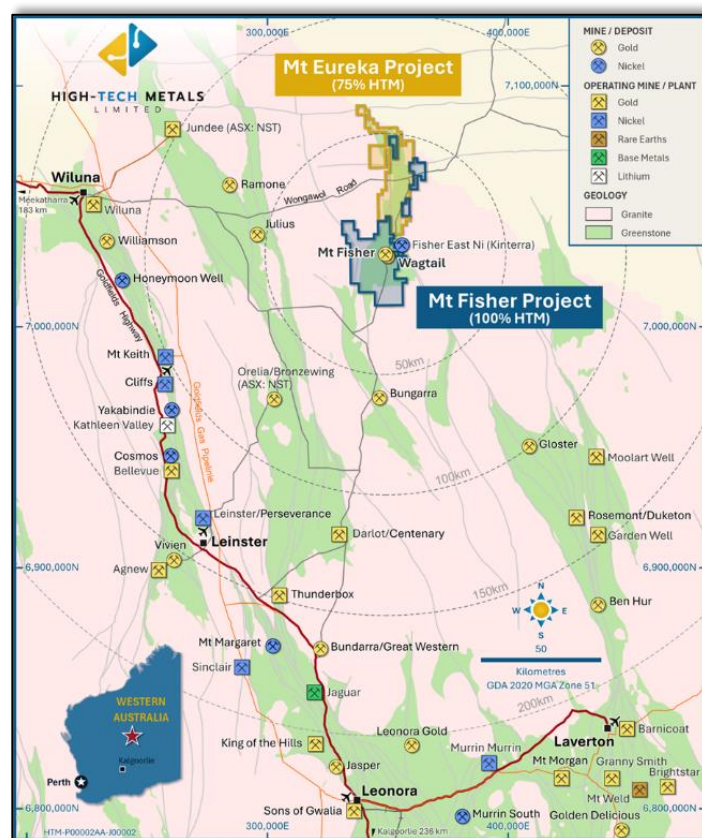 HIGH-TECH METALS
LIMITED
Mt Eureka Project
(75% HTM)
300,000E
400,000E
7,100,000N
MINE / DEPOSIT
Gold
Nickel
OPERATING MINE / PLANT
Gold
Nickel
Rare Earths
Base Metals
Lithium
GEOLOGY
Granite
Greenstone
Jundee (ASX: NST)
Wiluna
Meekatharra
183 km
Wiluna
Ramone
Wongawol Road
Julius
Williamson
Mt Fisher
Fisher East Ni (Kinterra)
Wagtail
Honeymoon Well
Goldfields Highway
Mt Fisher Project
(100% HTM)
7,000,000N
7,000,000N
Mt Keith
Cliffs
50km
Orelia/Bronzewing
(ASX: NST)
Bungarra
Yakabindie
Kathleen Valley
Goldfields Gas Pipeline
Cosmos
Bellevue
Gloster
Moolart Well
100km
Leinster/Perseverance
Leinster
Darlot/Centenary
Rosemont/Duketon
Garden Well
Vivien
Agnew
6,900,000N
6,900,000N
150km
Thunderbox
Ben Hur
N
W
E
S
50
Kilometres
GDA 2020 MGA Zone 51
Mt Margaret
Bundarra/Great Western
Sinclair
Jaguar
200km
WESTERN
AUSTRALIA
Kalgoorlie
Perth
King of the Hills
Leonora Gold
Jasper
Murrin Murrin
Laverton
Barnicoat
Mt Morgan
Granny Smith
Brightstar
Mt Weld
Leonora
Sons of Gwalia
Murrin South
Golden Delicious
6,800,000N
6,800,000N
HTM-P00002AA-J00002
300,000E
Kalgoorlie 236 km
400,000E